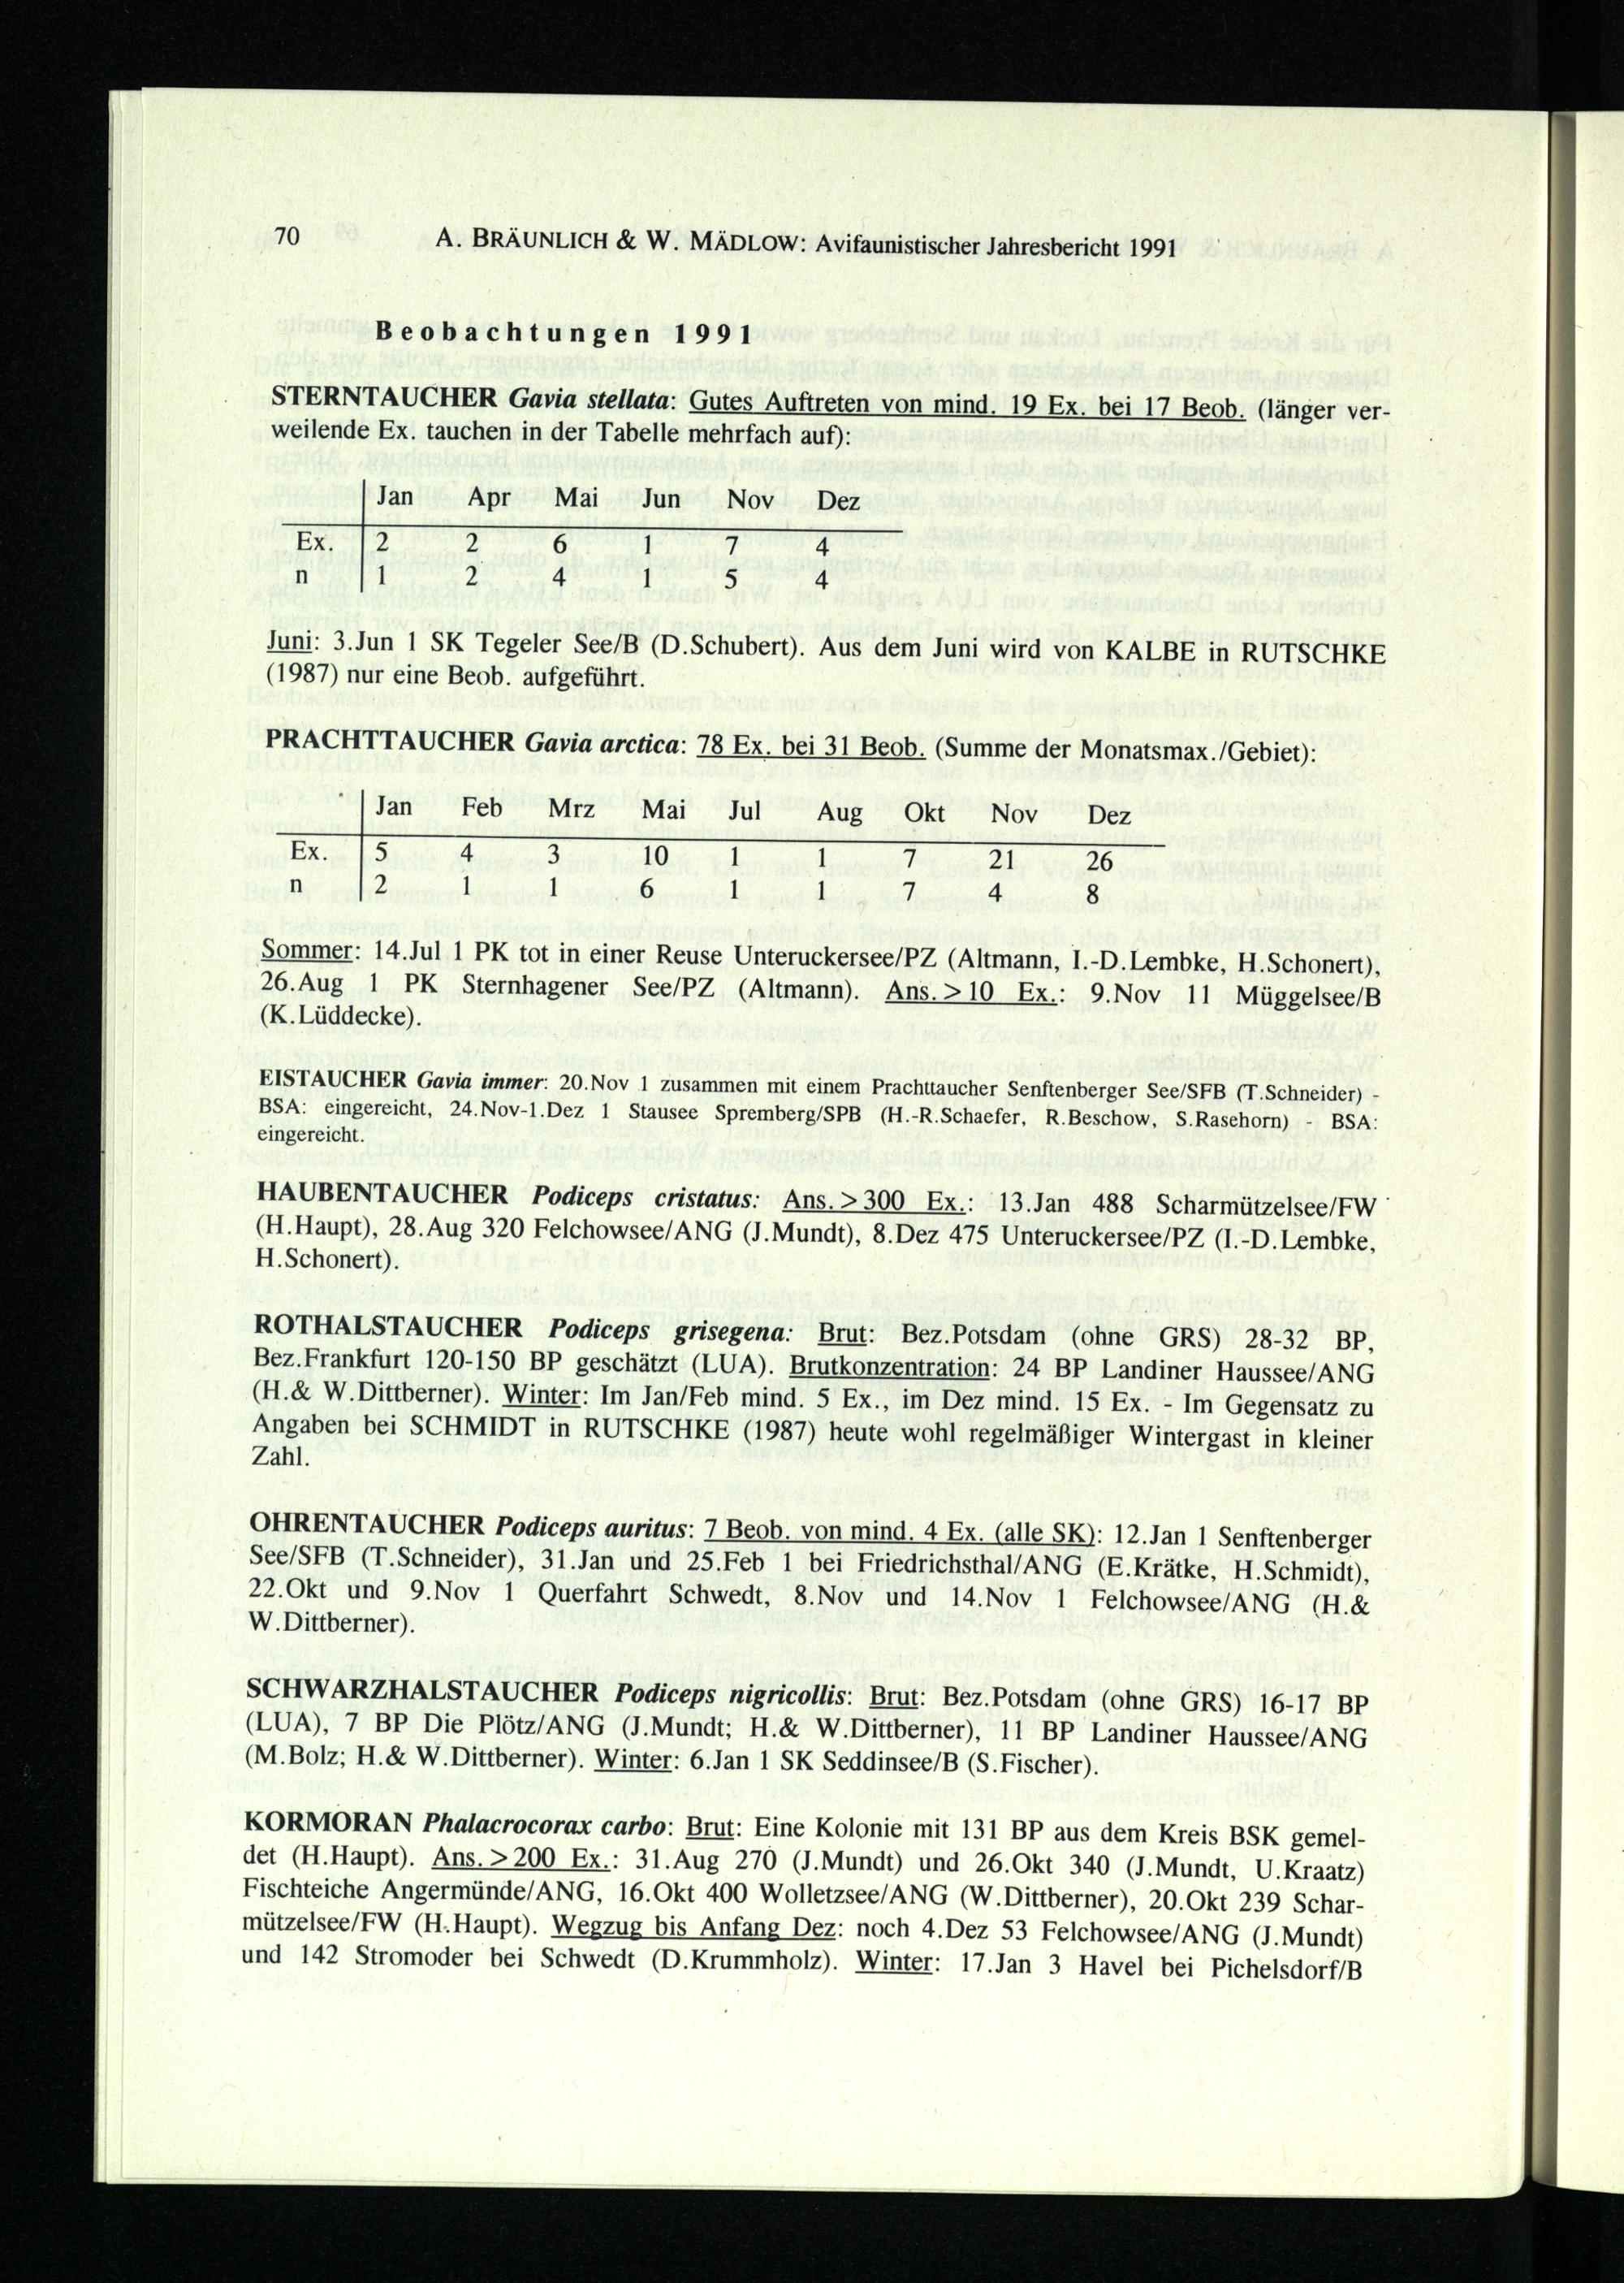 70 A. BRÄUNLICH & W. MÄDLOW: Avifaunistischer Jahresbericht 1991
Beobachtungen 1991
STERNTAUCHER Gavia stellata: Gutes Auftreten von mind. 19 Ex. bei 17 Beob. (länger ver-
weilende Ex. tauchen in der Tabelle mehrfach auf):
Jan Apr Mai Jun Nov Dez
Ex. 2 2 6 1 7 4
n 1 2 4 1 5 4
Juni: 3.Jun 1 SK Tegeler See/B (D.Schubert). Aus dem Juni wird von KALBE in RUTSCHKE
(1987) nur eine Beob. aufgeführt.
PRACHTTAUCHER Gavia arctica: 78 Ex. bei 31 Beob. (Summe der Monatsmax./Gebiet):
Jan Feb Mrz Mai Jul Aug Okt Nov Dez
Ex. 5 4 3 10 1 1 7 21 26
n 2 1 1 6 1 1 7 4 8
Sommer: 14.Jul 1 PK tot in einer Reuse Unteruckersee/PZ (Altmann, I.-D.Lembke, H.Schonert),
26.Aug 1 PK Sternhagener See/PZ (Altmann). Ans. >10 Ex.: 9.Nov 11 Müggelsee/B
(K.Lüddecke).
EISTAUCHER Gavia immer: 20.Nov 1 zusammen mit einem Prachttaucher Senftenberger See/SFB (T.Schneider) -
BSA: eingereicht, 24.Nov-1.Dez 1 Stausee Spremberg/SPB (H.-R.Schaefer, R.Beschow, S.Rasehorn) - BSA:
eingereicht.
HAUBENTAUCHER Podiceps cristatus: Ans. >300 Ex.: 13.Jan 488 Scharmützelsee/FW
(H.Haupt), 28.Aug 320 Felchowsee/ANG (J.Mundt), 8.Dez 475 Unteruckersee/PZ (I.-D.Lembke,
H.Schonert).
ROTHALSTAUCHER Podiceps grisegena: Brut: Bez.Potsdam (ohne GRS) 28-32 BP,
Bez.Frankfurt 120-150 BP geschätzt (LUA). Brutkonzentration: 24 BP Landiner Haussee/ANG
(H.& W.Dittberner). Winter: Im Jan/Feb mind. 5 Ex., im Dez mind. 15 Ex. - Im Gegensatz zu
Angaben bei SCHMIDT in RUTSCHKE (1987) heute wohl regelmäßiger Wintergast in kleiner
Zahl.
OHRENTAUCHER Podiceps auritus: 7 Beob. von mind. 4 Ex. (alle SK): 12.Jan 1 Senftenberger
See/SFB (T.Schneider), 31.Jan und 25.Feb 1 bei Friedrichsthal/ANG (E.Krätke, H.Schmidt),
22.Okt und 9.Nov 1 Querfahrt Schwedt, 8.Nov und 14.Nov 1 Felchowsee/ANG (H.&
W.Dittberner).
SCHWARZHALSTAUCHER Podiceps nigricollis: Brut: Bez.Potsdam (ohne GRS) 16-17 BP
(LUA), 7 BP Die Plötz/ANG (J.Mundt; H.& W.Dittberner), 11 BP Landiner Haussee/ANG
(M.Bolz; H.& W.Dittberner). Winter: 6.Jan 1 SK Seddinsee/B (S.Fischer).
KORMORAN Phalacrocorax carbo: Brut: Eine Kolonie mit 131 BP aus dem Kreis BSK gemel-
det (H.Haupt). Ans. >200 Ex.: 31.Aug 270 (J.Mundt) und 26.Okt 340 (J.Mundt, U.Kraatz)
Fischteiche Angermünde/ANG, 16.Okt 400 Wolletzsee/ANG (W.Dittberner), 20.Okt 239 Schar-
mützelsee/FW (H.Haupt). Wegzug bis Anfang Dez: noch 4.Dez 53 Felchowsee/ANG (J.Mundt)
und 142 Stromoder bei Schwedt (D.Krummholz). Winter: 17.Jan 3 Havel bei Pichelsdorf/B